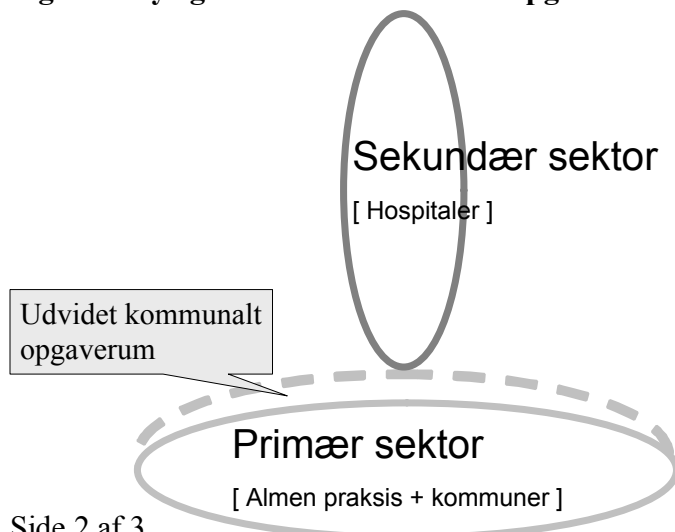 Sekundær sektor
[ Hospitaler ]
Udvidet kommunalt
opgaverum
Primær sektor
[ Almen praksis + kommuner ]
Side 2 af 3